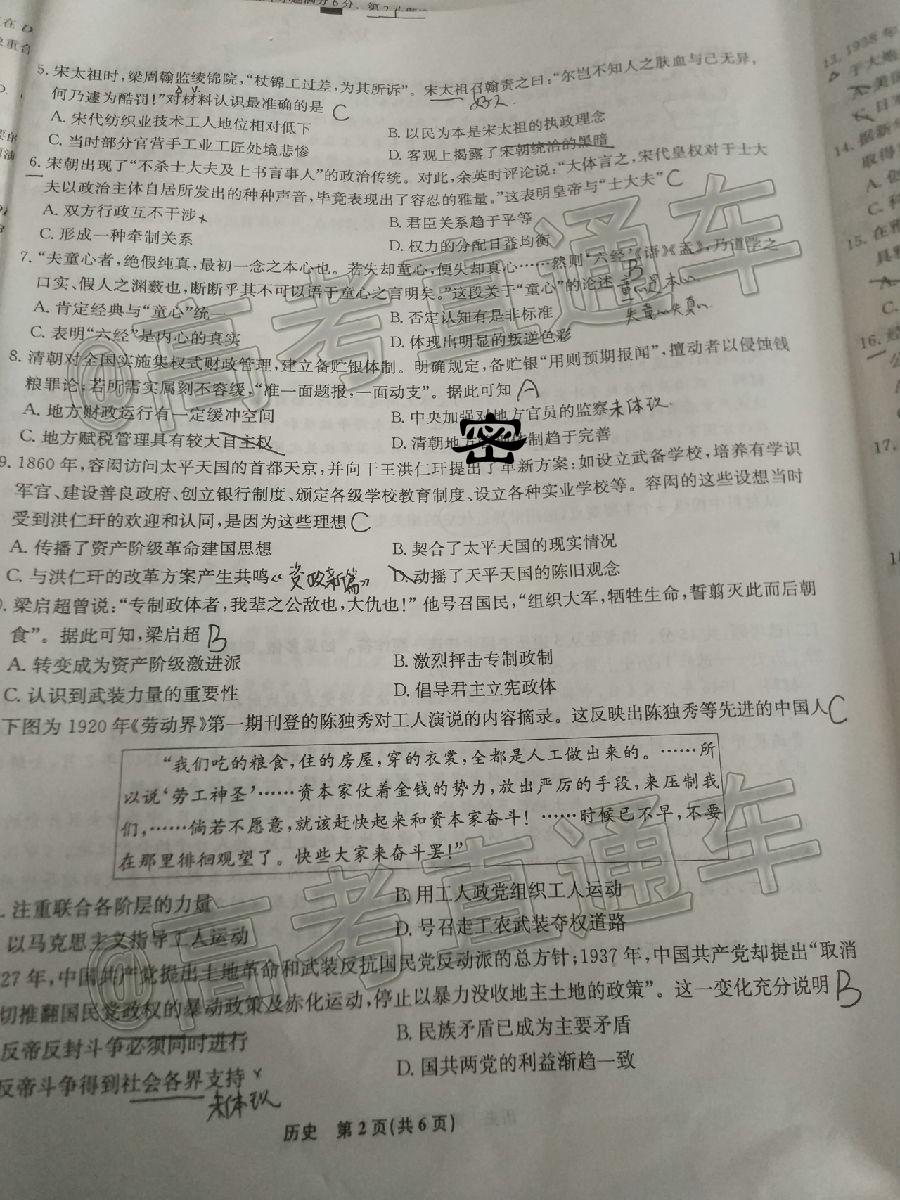 5. 宋太祖时，梁周翰监绫锦院，“杖锦工过差，为其所诉”。宋太祖召翰责之曰：“尔岂不知人之肤血与己无异，
何乃遽为酷罚！”对材料认识最准确的是 C
A. 宋代纺织业技术工人地位相对低下 B. 以民为本是宋太祖的执政理念
C. 当时部分官营手工业工匠处境悲惨 D. 客观上揭露了宋朝统治的黑暗
6. 宋朝出现了“不杀士大夫及上书言事人”的政治传统。对此，余英时评论说：“大体言之，宋代皇权对于士大
夫以政治主体自居所发出的种种声音，毕竟表现出了容忍的雅量。”这表明皇帝与“士大夫” C
A. 双方行政互不干涉 B. 君臣关系趋于平等
C. 形成一种牵制关系 D. 权力的分配日益均衡
7. “夫童心者，绝假纯真，最初一念之本心也。若失却童心，便失却真心……然则‘六经’《语》《孟》，乃道学之
口实、假人之渊薮也，断断乎其不可以语于童心之言明矣。”这段关于“童心”的论述 B
A. 肯定经典与“童心”统一 B. 否定认知有是非标准
C. 表明“六经”是内心的真实 D. 体现出明显的叛逆色彩
8. 清朝对全国实施集权式财政管理，建立备贮银体制。明确规定，备贮银“用则预期报闻”，擅动者以侵蚀钱
粮罪论；若所需实属刻不容缓，“准一面题报，一面动支”。据此可知 A
A. 地方财政运行有一定缓冲空间 B. 中央加强对地方官员的监察 未体现
C. 地方赋税管理具有较大自主权 D. 清朝地方 制趋于完善
密
9. 1860年，容闳访问太平天国的首都天京，并向干王洪仁玕提出了革新方案：如设立武备学校，培养有学识
军官、建设善良政府、创立银行制度、颁定各级学校教育制度、设立各种实业学校等。容闳的这些设想当时
受到洪仁玕的欢迎和认同，是因为这些理想 C
A. 传播了资产阶级革命建国思想 B. 契合了太平天国的现实情况
C. 与洪仁玕的改革方案产生共鸣 D. 动摇了天平天国的陈旧观念
梁启超曾说：“专制政体者，我辈之公敌也，大仇也！”他号召国民，“组织大军，牺牲生命，誓剪灭此而后朝
食”。据此可知，梁启超 B
A. 转变成为资产阶级激进派 B. 激烈抨击专制政制
C. 认识到武装力量的重要性 D. 倡导君主立宪政体
下图为1920年《劳动界》第一期刊登的陈独秀对工人演说的内容摘录。这反映出陈独秀等先进的中国人 C
“我们吃的粮食，住的房屋，穿的衣裳，全都是人工做出来的。……所
以说‘劳工神圣’……资本家仗着金钱的势力，放出严厉的手段，来压制我
们，……倘若不愿意，就该赶快起来和资本家奋斗！……时候已不早，不要
在那里徘徊观望了。快些大家来奋斗罢！”
. 注重联合各阶层的力量 B. 用工人政党组织工人运动
以马克思主义指导工人运动 D. 号召走工农武装夺权道路
27年，中国共产党提出土地革命和武装反抗国民党反动派的总方针；1937年，中国共产党却提出“取消
切推翻国民党政权的暴动政策及赤化运动，停止以暴力没收地主土地的政策”。这一变化充分说明 B
反帝反封斗争必须同时进行 B. 民族矛盾已成为主要矛盾
反帝斗争得到社会各界支持 D. 国共两党的利益渐趋一致
未体现
历史 第2页(共6页)
13. 1938年
14. 据新
取得
15. 在雅
16. 经
17.
@高考直通车
@高考直通车